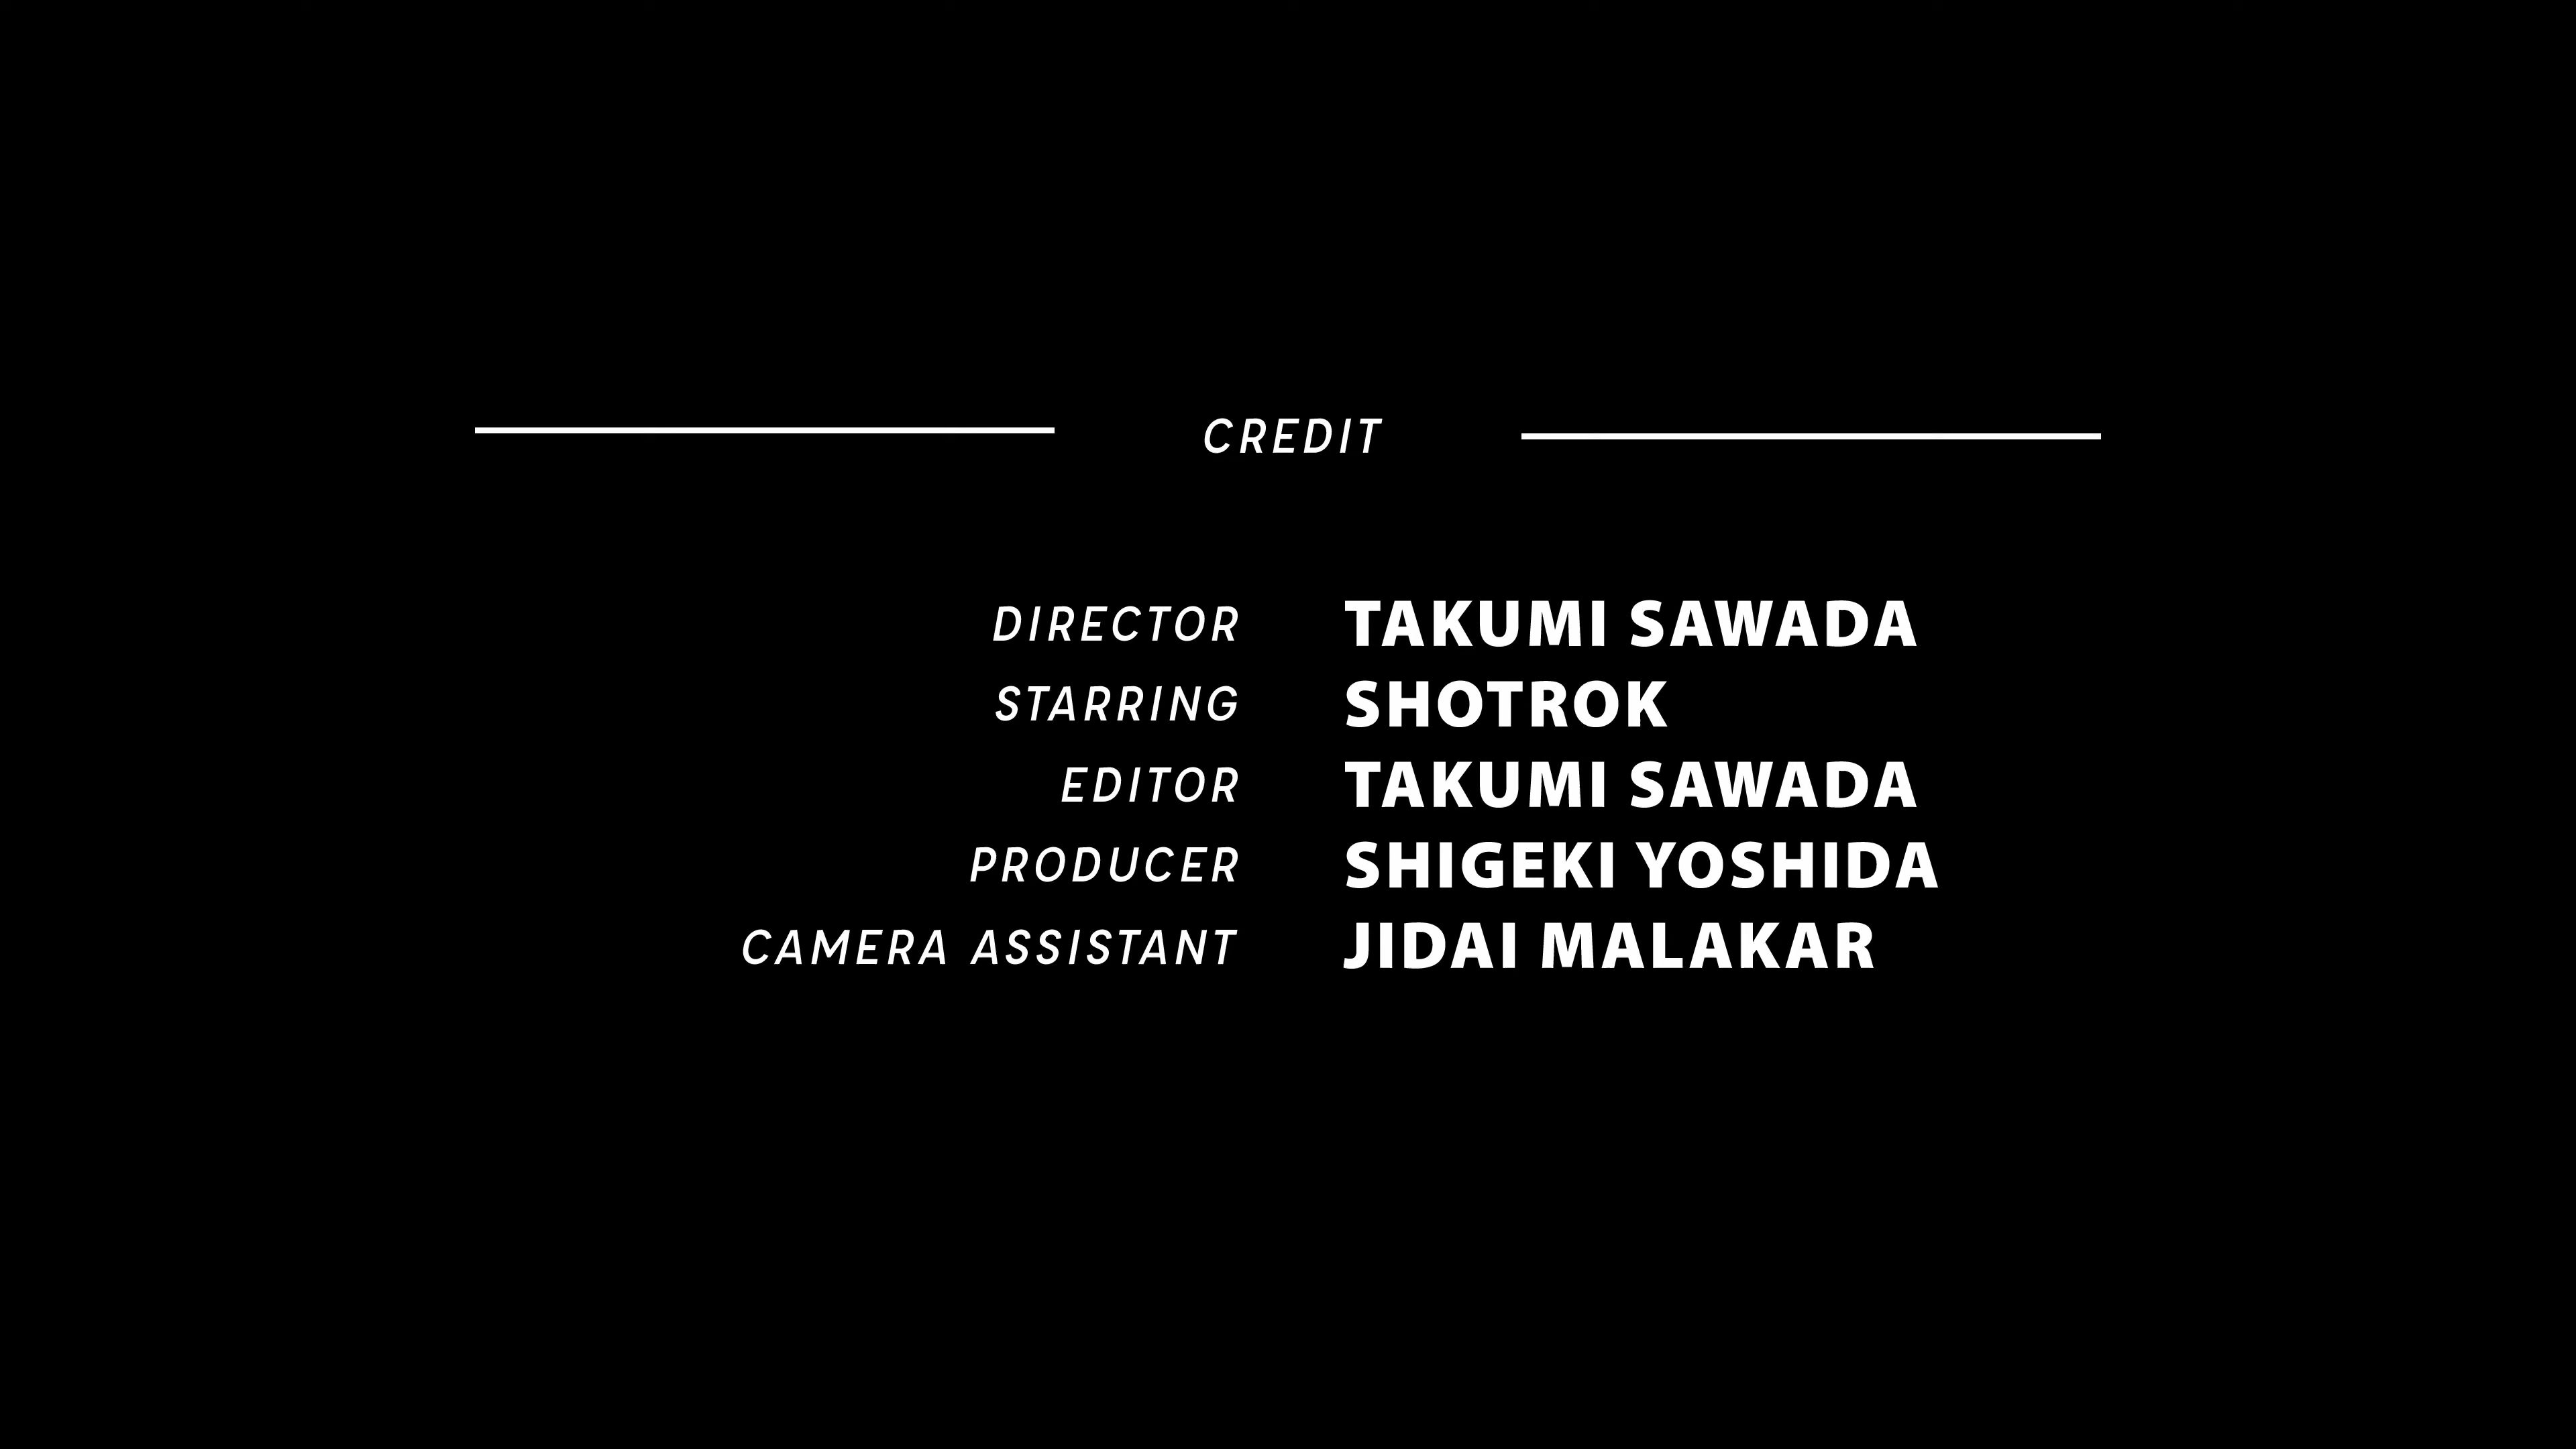 CREDIT
DIRECTOR TAKUMI SAWADA
STARRING SHOTROK
EDITOR TAKUMI SAWADA
PRODUCER SHIGEKI YOSHIDA
CAMERA ASSISTANT JIDAI MALAKAR